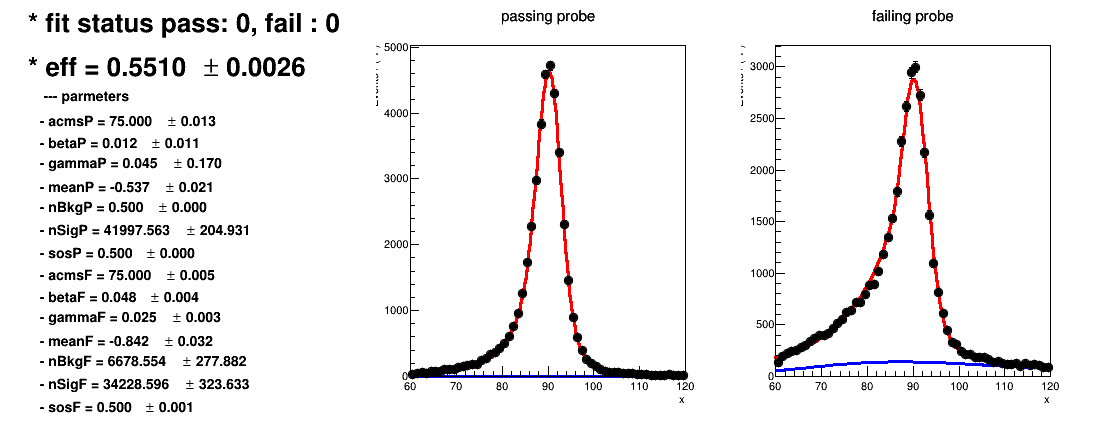 * fit status pass: 0, fail : 0
* eff = 0.5510 ± 0.0026
--- parmeters
- acmsP = 75.000 ± 0.013
- betaP = 0.012 ± 0.011
- gammaP = 0.045 ± 0.170
- meanP = -0.537 ± 0.021
- nBkgP = 0.500 ± 0.000
- nSigP = 41997.563 ± 204.931
- sosP = 0.500 ± 0.000
- acmsF = 75.000 ± 0.005
- betaF = 0.048 ± 0.004
- gammaF = 0.025 ± 0.003
- meanF = -0.842 ± 0.032
- nBkgF = 6678.554 ± 277.882
- nSigF = 34228.596 ± 323.633
- sosF = 0.500 ± 0.001
passing probe
5000
4000
3000
2000
1000
0
60 70 80 90 100 110 120
x
failing probe
3000
2500
2000
1500
1000
500
0
60 70 80 90 100 110 120
x